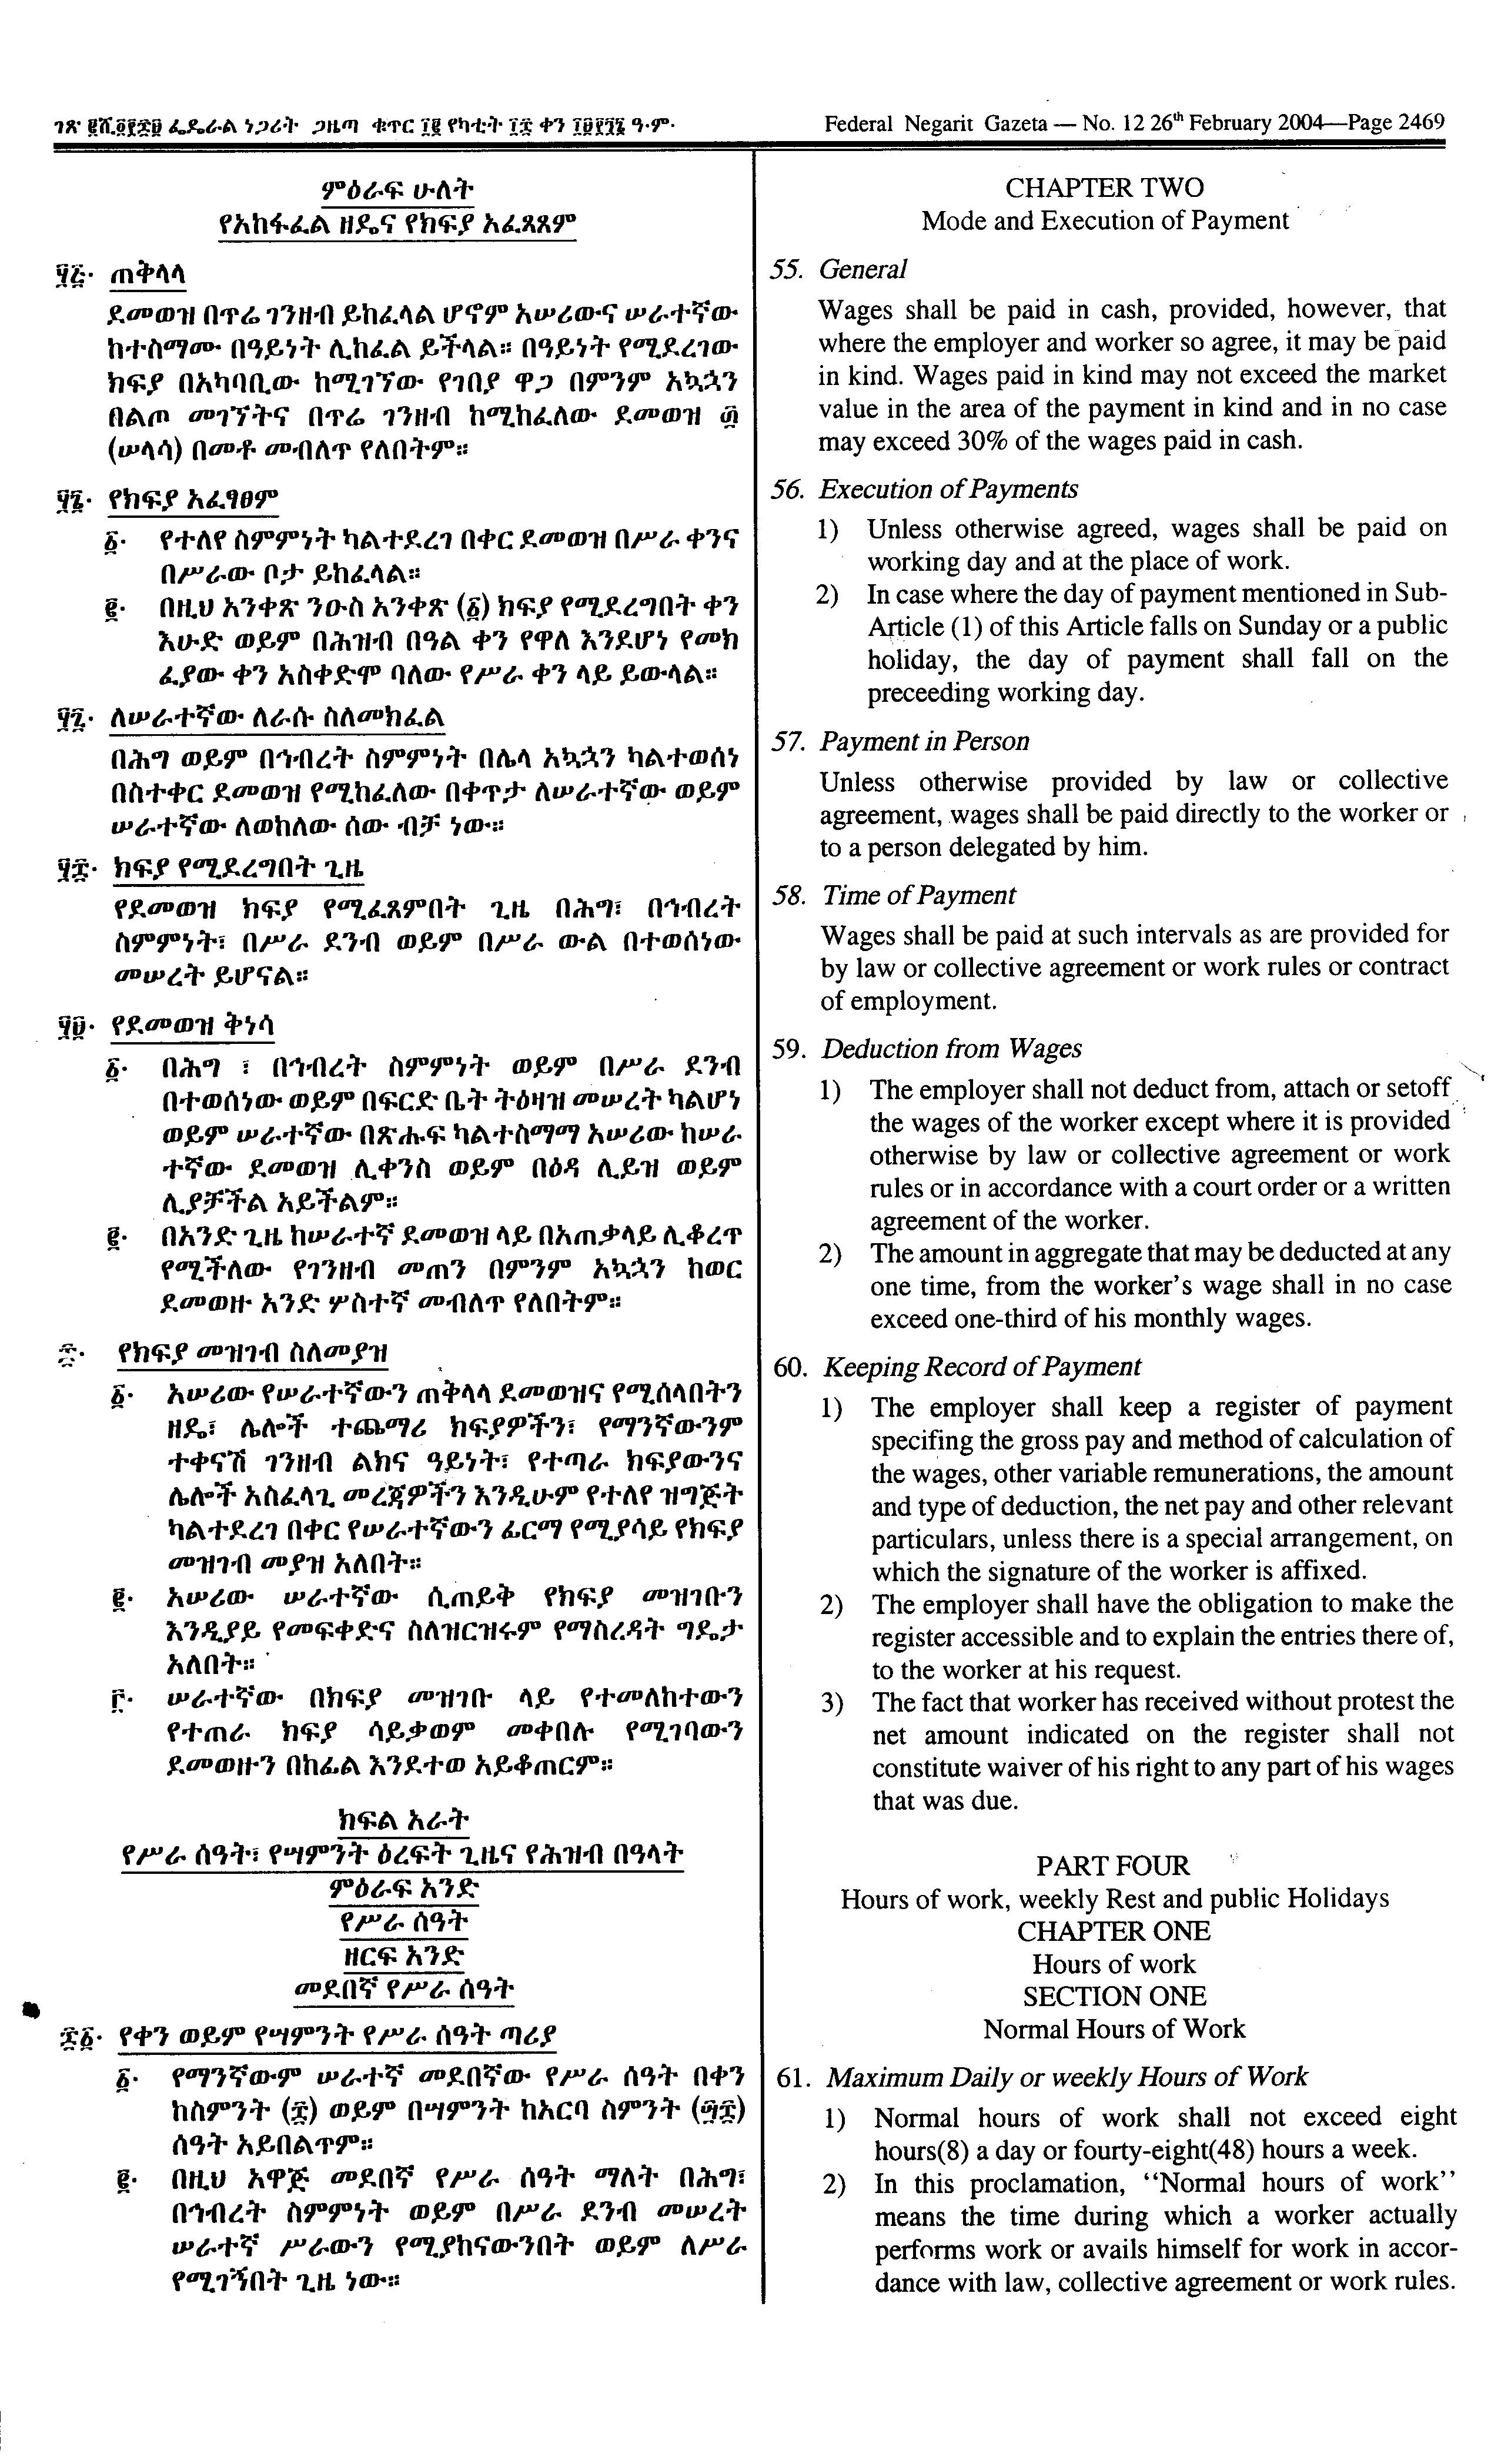 ገጽ ፪ሺ፬፻፷፱ ፌዴራል ነጋሪት ጋዜጣ ቁጥር ፲፪ የካቲት ፲፰ ቀን ፲፱፻፺፮ ዓ.ም.
Federal Negarit Gazeta — No. 12 26th February 2004—Page 2469
ምዕራፍ ሁለት
የአከፋፈል ዘዴና የክፍያ አፈጻጸም
፶፭. ጠቅላላ
ደመወዝ በጥሬ ገንዘብ ይከፈላል ሆኖም አሠሪውና ሠራተኛው
ከተስማሙ በዓይነት ሊከፈል ይችላል። በዓይነት የሚደረገው
ክፍያ በአካባቢው ከሚገኘው የገበያ ዋጋ በምንም አኳኋን
በልጦ መገኘትና በጥሬ ገንዘብ ከሚከፈለው ደመወዝ ፴
(ሠላሳ) በመቶ መብለጥ የለበትም።
፶፮. የክፍያ አፈፃፀም
፩. የተለየ ስምምነት ካልተደረገ በቀር ደመወዝ በሥራ ቀንና
በሥራው ቦታ ይከፈላል።
፪. በዚህ አንቀጽ ንዑስ አንቀጽ (፩) ክፍያ የሚደረግበት ቀን
እሁድ ወይም በሕዝብ በዓል ቀን የዋለ እንደሆነ የመክ
ፈያው ቀን አስቀድሞ ባለው የሥራ ቀን ላይ ይውላል።
፶፯. ለሠራተኛው ለራሱ ስለመክፈል
በሕግ ወይም በኅብረት ስምምነት በሌላ አኳኋን ካልተወሰነ
በስተቀር ደመወዝ የሚከፈለው በቀጥታ ለሠራተኛው ወይም
ሠራተኛው ለወከለው ሰው ብቻ ነው።
፶፰. ክፍያ የሚደረግበት ጊዜ
የደመወዝ ክፍያ የሚፈጸምበት ጊዜ በሕግ፣ በኅብረት
ስምምነት፣ በሥራ ደንብ ወይም በሥራ ውል በተወሰነው
መሠረት ይሆናል።
፶፱. የደመወዝ ቅነሳ
፩. በሕግ ፣ በኅብረት ስምምነት ወይም በሥራ ደንብ
በተወሰነው ወይም በፍርድ ቤት ትዕዛዝ መሠረት ካልሆነ
ወይም ሠራተኛው በጽሑፍ ካልተስማማ አሠሪው ከሠራ
ተኛው ደመወዝ ሊቀንስ ወይም በዕዳ ሊይዝ ወይም
ሊያቻችል አይችልም።
፪. በአንድ ጊዜ ከሠራተኛ ደመወዝ ላይ በአጠቃላይ ሊቆረጥ
የሚችለው የገንዘብ መጠን በምንም አኳኋን ከወር
ደመወዙ አንድ ሦስተኛ መብለጥ የለበትም።
፷. የክፍያ መዝገብ ስለመያዝ
፩. አሠሪው የሠራተኛውን ጠቅላላ ደመወዝና የሚሰላበትን
ዘዴ፣ ሌሎች ተጨማሪ ክፍያዎችን፣ የማንኛውንም
ተቀናሽ ገንዘብ ልክና ዓይነት፣ የተጣራ ክፍያውንና
ሌሎች አስፈላጊ መረጃዎችን እንዲሁም የተለየ ዝግጅት
ካልተደረገ በቀር የሠራተኛውን ፊርማ የሚያሳይ የክፍያ
መዝገብ መያዝ አለበት።
፪. አሠሪው ሠራተኛው ሲጠይቅ የክፍያ መዝገቡን
እንዲያይ የመፍቀድና ስለዝርዝሩም የማስረዳት ግዴታ
አለበት።
፫. ሠራተኛው በክፍያ መዝገቡ ላይ የተመለከተውን
የተጣራ ክፍያ ሳይቃወም መቀበሉ የሚገባውን
ደመወዙን በከፊል እንደተወ አይቆጠርም።
ክፍል አራት
የሥራ ሰዓት፣ የሣምንት ዕረፍት ጊዜና የሕዝብ በዓላት
ምዕራፍ አንድ
የሥራ ሰዓት
ዘርፍ አንድ
መደበኛ የሥራ ሰዓት
፷፩. የቀን ወይም የሣምንት የሥራ ሰዓት ጣሪያ
፩. የማንኛውም ሠራተኛ መደበኛው የሥራ ሰዓት በቀን
ከስምንት (፰) ወይም በሣምንት ከአርባ ስምንት (፵፰)
ሰዓት አይበልጥም።
፪. በዚህ አዋጅ መደበኛ የሥራ ሰዓት ማለት በሕግ፣
በኅብረት ስምምነት ወይም በሥራ ደንብ መሠረት
ሠራተኛ ሥራውን የሚያከናውንበት ወይም ለሥራ
የሚገኝበት ጊዜ ነው።
CHAPTER TWO
Mode and Execution of Payment
55. General
Wages shall be paid in cash, provided, however, that
where the employer and worker so agree, it may be paid
in kind. Wages paid in kind may not exceed the market
value in the area of the payment in kind and in no case
may exceed 30% of the wages paid in cash.
56. Execution of Payments
1) Unless otherwise agreed, wages shall be paid on
working day and at the place of work.
2) In case where the day of payment mentioned in Sub-
Article (1) of this Article falls on Sunday or a public
holiday, the day of payment shall fall on the
preceeding working day.
57. Payment in Person
Unless otherwise provided by law or collective
agreement, wages shall be paid directly to the worker or
to a person delegated by him.
58. Time of Payment
Wages shall be paid at such intervals as are provided for
by law or collective agreement or work rules or contract
of employment.
59. Deduction from Wages
1) The employer shall not deduct from, attach or setoff
the wages of the worker except where it is provided
otherwise by law or collective agreement or work
rules or in accordance with a court order or a written
agreement of the worker.
2) The amount in aggregate that may be deducted at any
one time, from the worker's wage shall in no case
exceed one-third of his monthly wages.
60. Keeping Record of Payment
1) The employer shall keep a register of payment
specifing the gross pay and method of calculation of
the wages, other variable remunerations, the amount
and type of deduction, the net pay and other relevant
particulars, unless there is a special arrangement, on
which the signature of the worker is affixed.
2) The employer shall have the obligation to make the
register accessible and to explain the entries there of,
to the worker at his request.
3) The fact that worker has received without protest the
net amount indicated on the register shall not
constitute waiver of his right to any part of his wages
that was due.
PART FOUR
Hours of work, weekly Rest and public Holidays
CHAPTER ONE
Hours of work
SECTION ONE
Normal Hours of Work
61. Maximum Daily or weekly Hours of Work
1) Normal hours of work shall not exceed eight
hours(8) a day or fourty-eight(48) hours a week.
2) In this proclamation, "Normal hours of work"
means the time during which a worker actually
performs work or avails himself for work in accor-
dance with law, collective agreement or work rules.